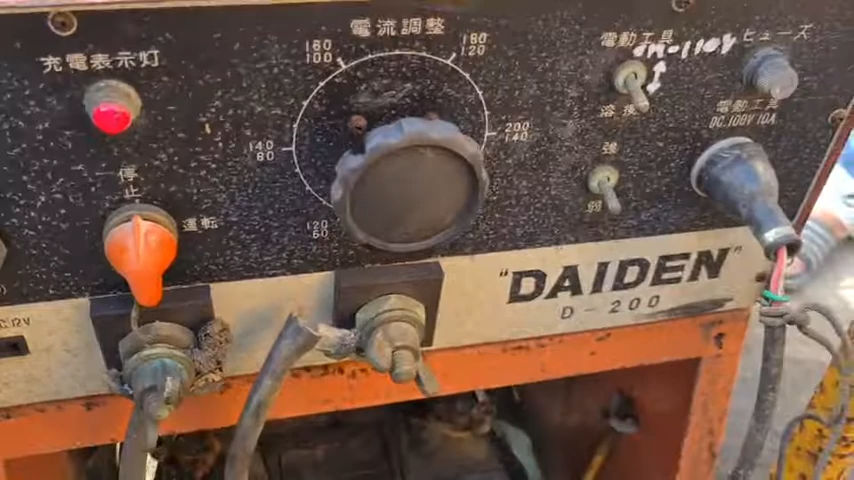 充電表示灯
電流調整
電動工具
ヒューズ
160
100
180
120
140
80
200
140
120
60
停
止
運転
溶接
電動工具
DC.100V 10A
強
弱
DAIDEN
D-200